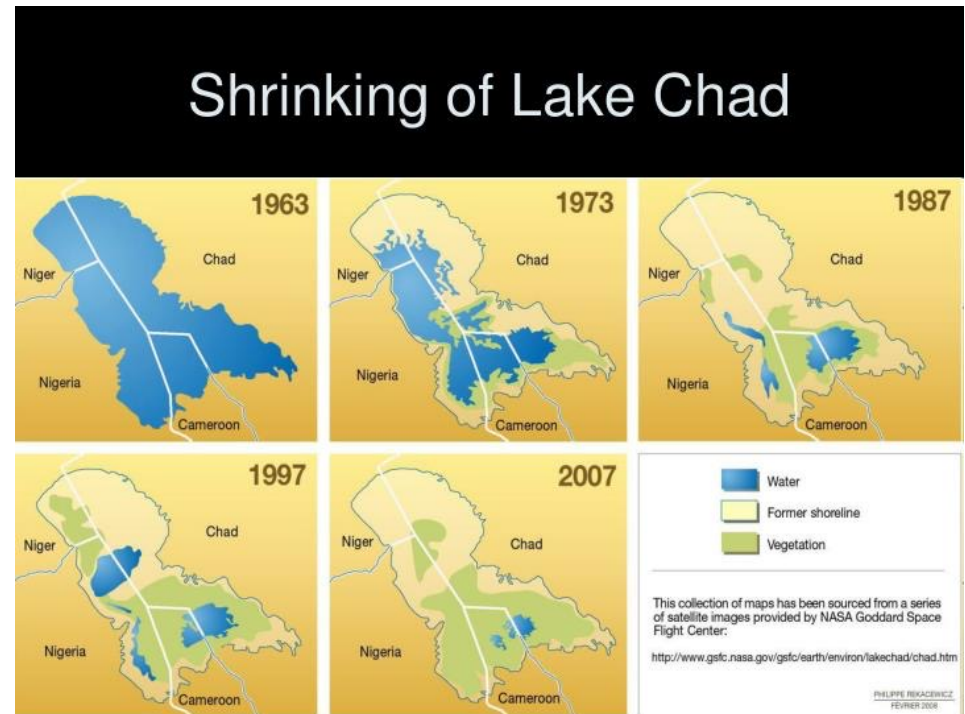 Shrinking of Lake Chad
1963
Niger
Chad
Nigeria
Cameroon
1973
Niger
Chad
Nigeria
Cameroon
1987
Niger
Chad
Nigeria
Cameroon
1997
Niger
Chad
Nigeria
Cameroon
2007
Niger
Chad
Nigeria
Cameroon
Water
Former shoreline
Vegetation
This collection of maps has been sourced from a series
of satellite images provided by NASA Goddard Space
Flight Center:
http://www.gsfc.nasa.gov/gsfc/earth/environ/lakechad/chad.htm
PHILIPPE REKACEWICZ
FÉVRIER 2008